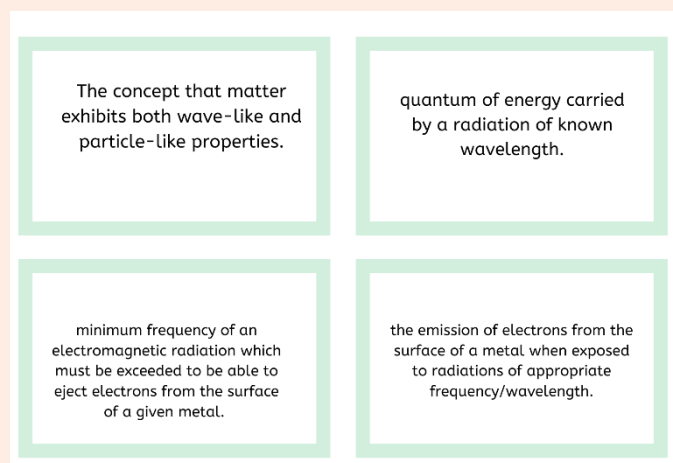 The concept that matter
exhibits both wave-like and
particle-like properties.
quantum of energy carried
by a radiation of known
wavelength.
minimum frequency of an
electromagnetic radiation which
must be exceeded to be able to
eject electrons from the surface
of a given metal.
the emission of electrons from the
surface of a metal when exposed
to radiations of appropriate
frequency/wavelength.